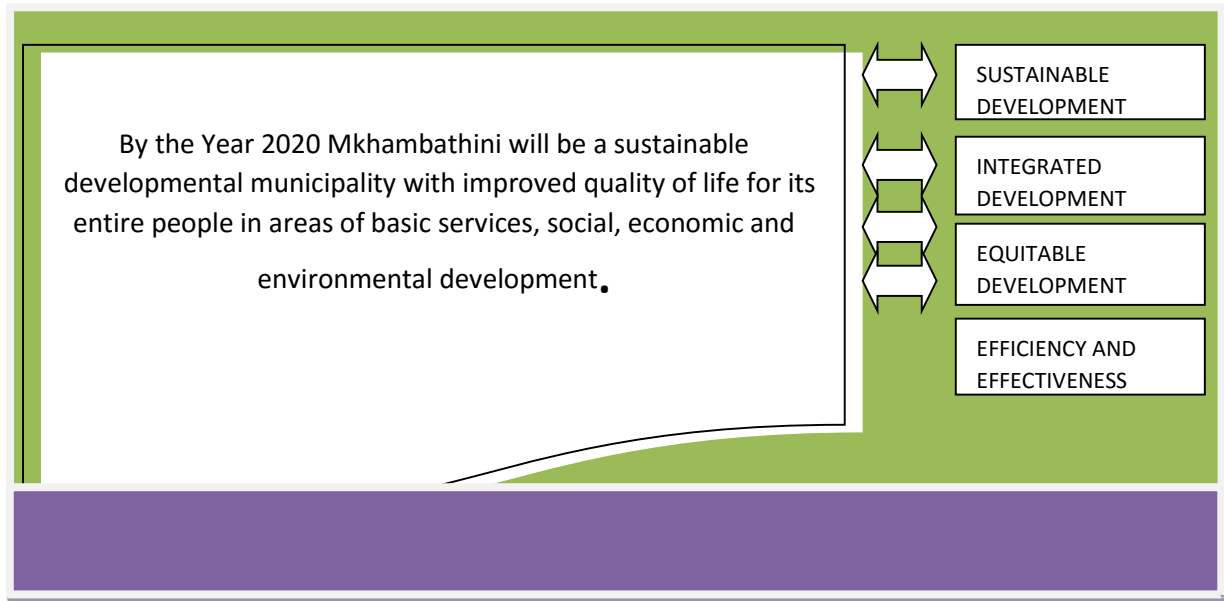 By the Year 2020 Mkhambathini will be a sustainable
developmental municipality with improved quality of life for its
entire people in areas of basic services, social, economic and
environmental development.
SUSTAINABLE
DEVELOPMENT
INTEGRATED
DEVELOPMENT
EQUITABLE
DEVELOPMENT
EFFICIENCY AND
EFFECTIVENESS